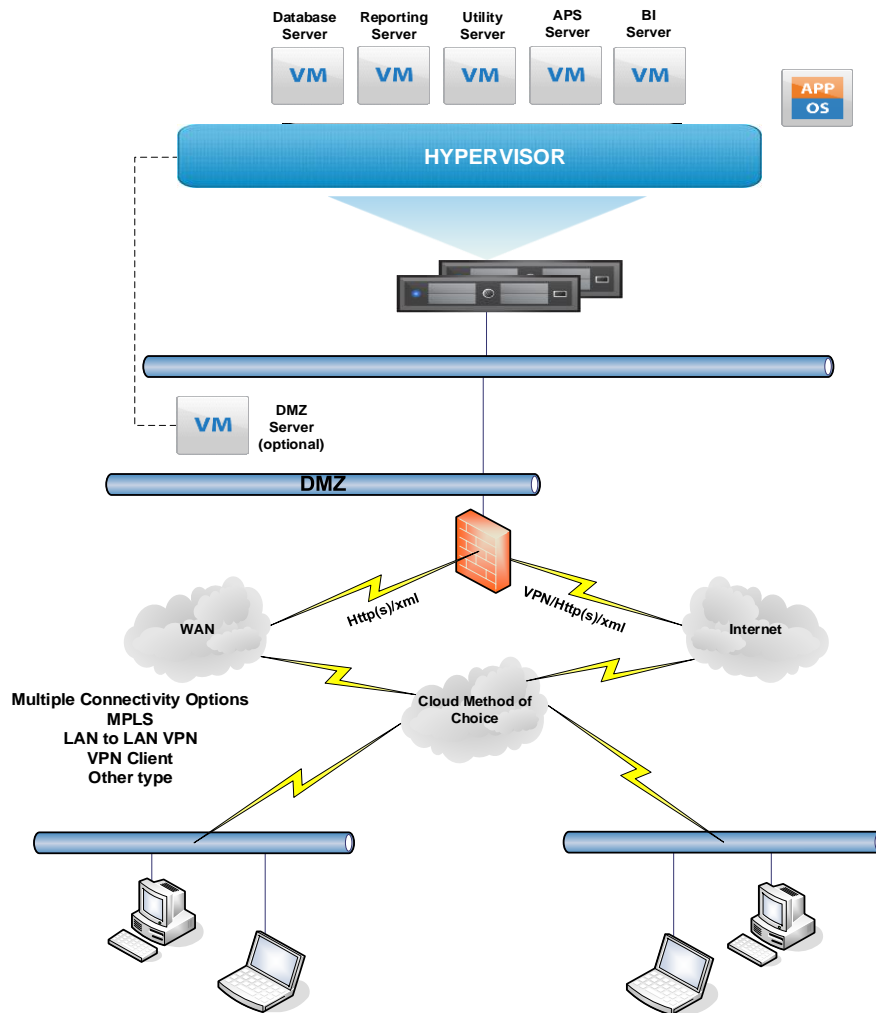 Database
Server
Reporting
Server
Utility
Server
APS
Server
BI
Server
VM
VM
VM
VM
VM
APP
OS
HYPERVISOR
VM
DMZ
Server
(optional)
DMZ
Http(s)/xml
VPN/Http(s)/xml
WAN
Internet
Cloud Method of
Choice
Multiple Connectivity Options
MPLS
LAN to LAN VPN
VPN Client
Other type